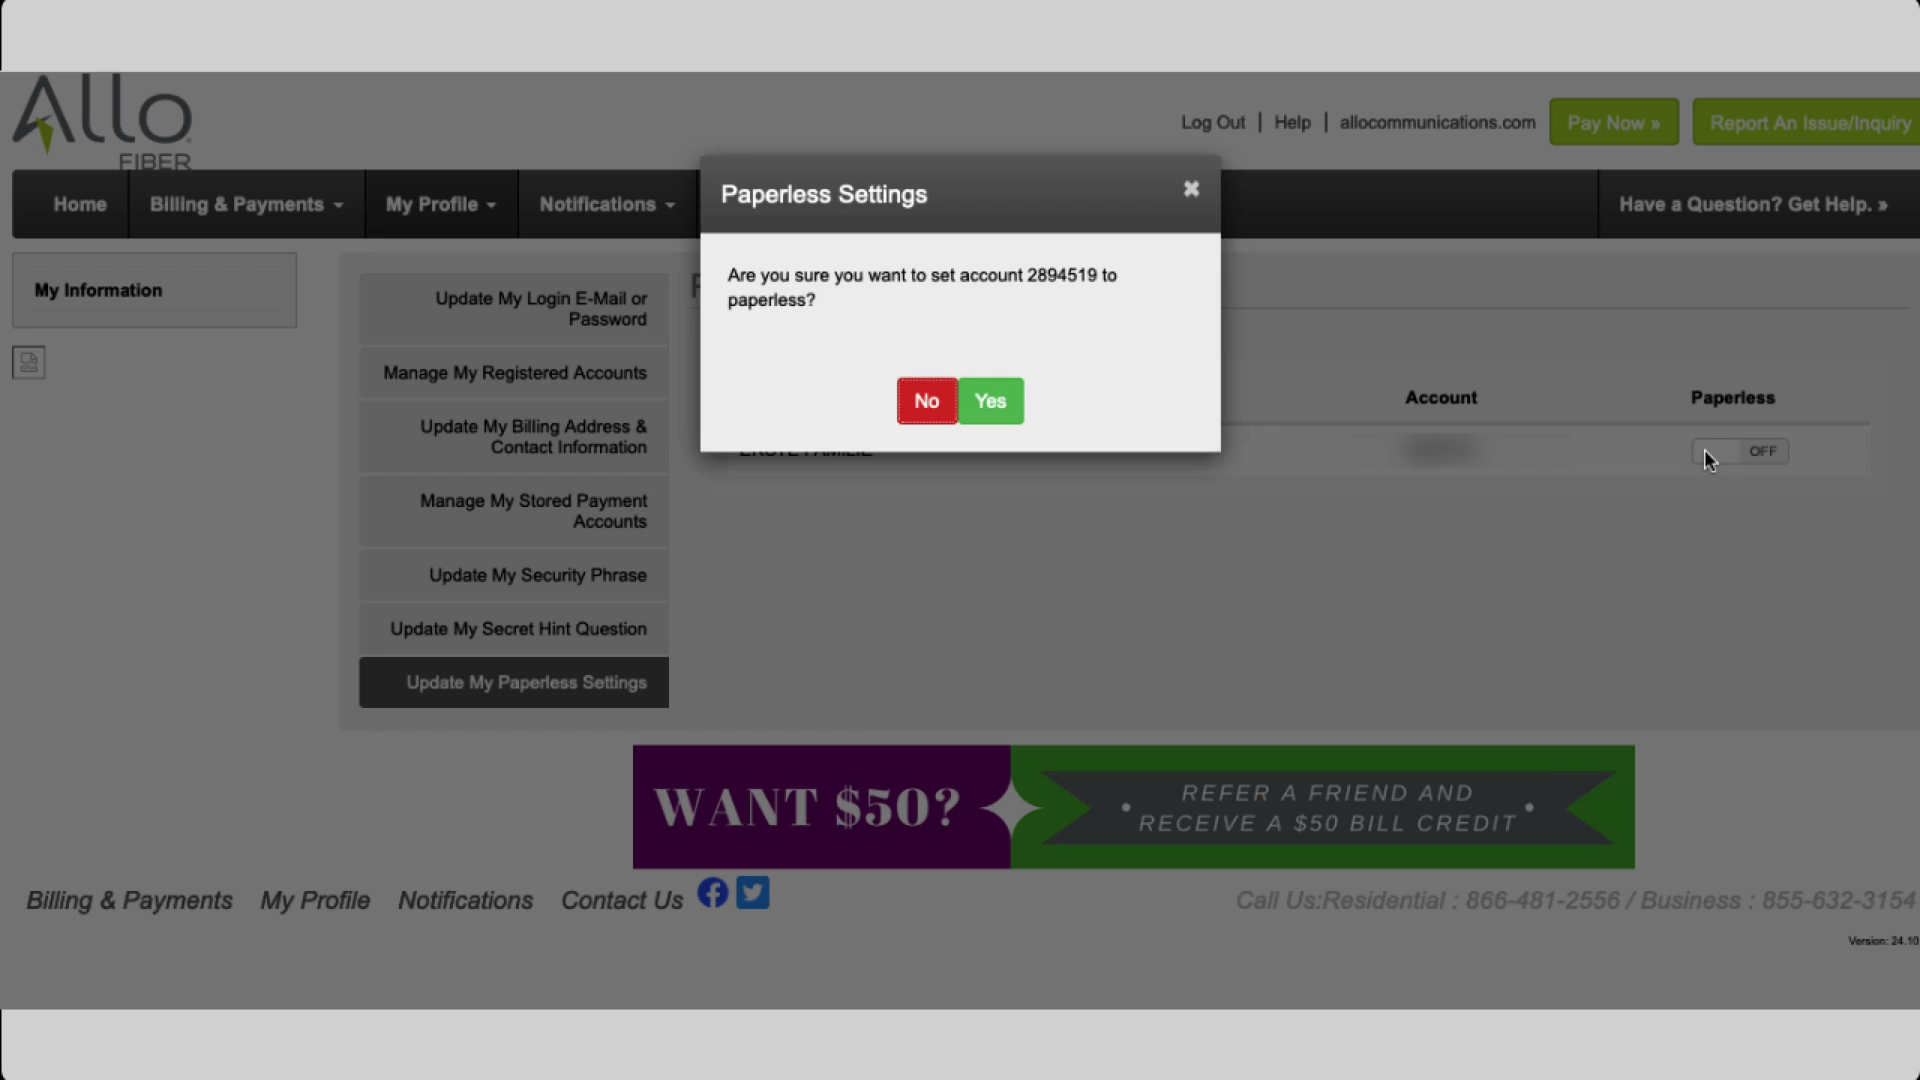 Allo
FIBER
Log Out | Help | allocommunications.com
Pay Now »
Report An Issue/Inquiry
Home
Billing & Payments
My Profile
Notifications
Have a Question? Get Help. »
Paperless Settings
Are you sure you want to set account 2894519 to
paperless?
No
Yes
My Information
Update My Login E-Mail or
Password
Manage My Registered Accounts
Update My Billing Address &
Contact Information
Manage My Stored Payment
Accounts
Update My Security Phrase
Update My Secret Hint Question
Update My Paperless Settings
Account
Paperless
OFF
WANT $50?
• REFER A FRIEND AND •
RECEIVE A $50 BILL CREDIT
Billing & Payments My Profile Notifications Contact Us
Call Us:Residential : 866-481-2556 / Business : 855-632-3154
Version: 24.10